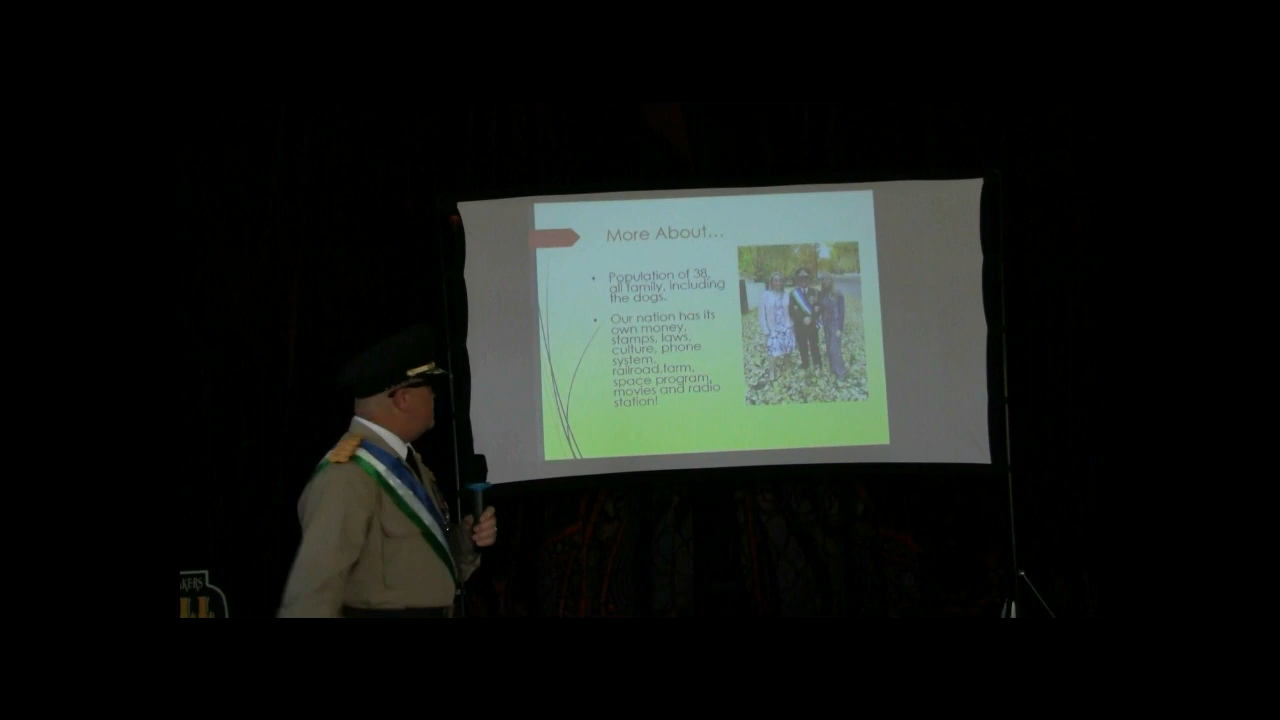 More About...
• Population of 38,
all family, including
the dogs.
• Our nation has its
own money,
stamps, laws,
culture, phone
system,
railroad,farm,
space program,
movies and radio
station!
KERS